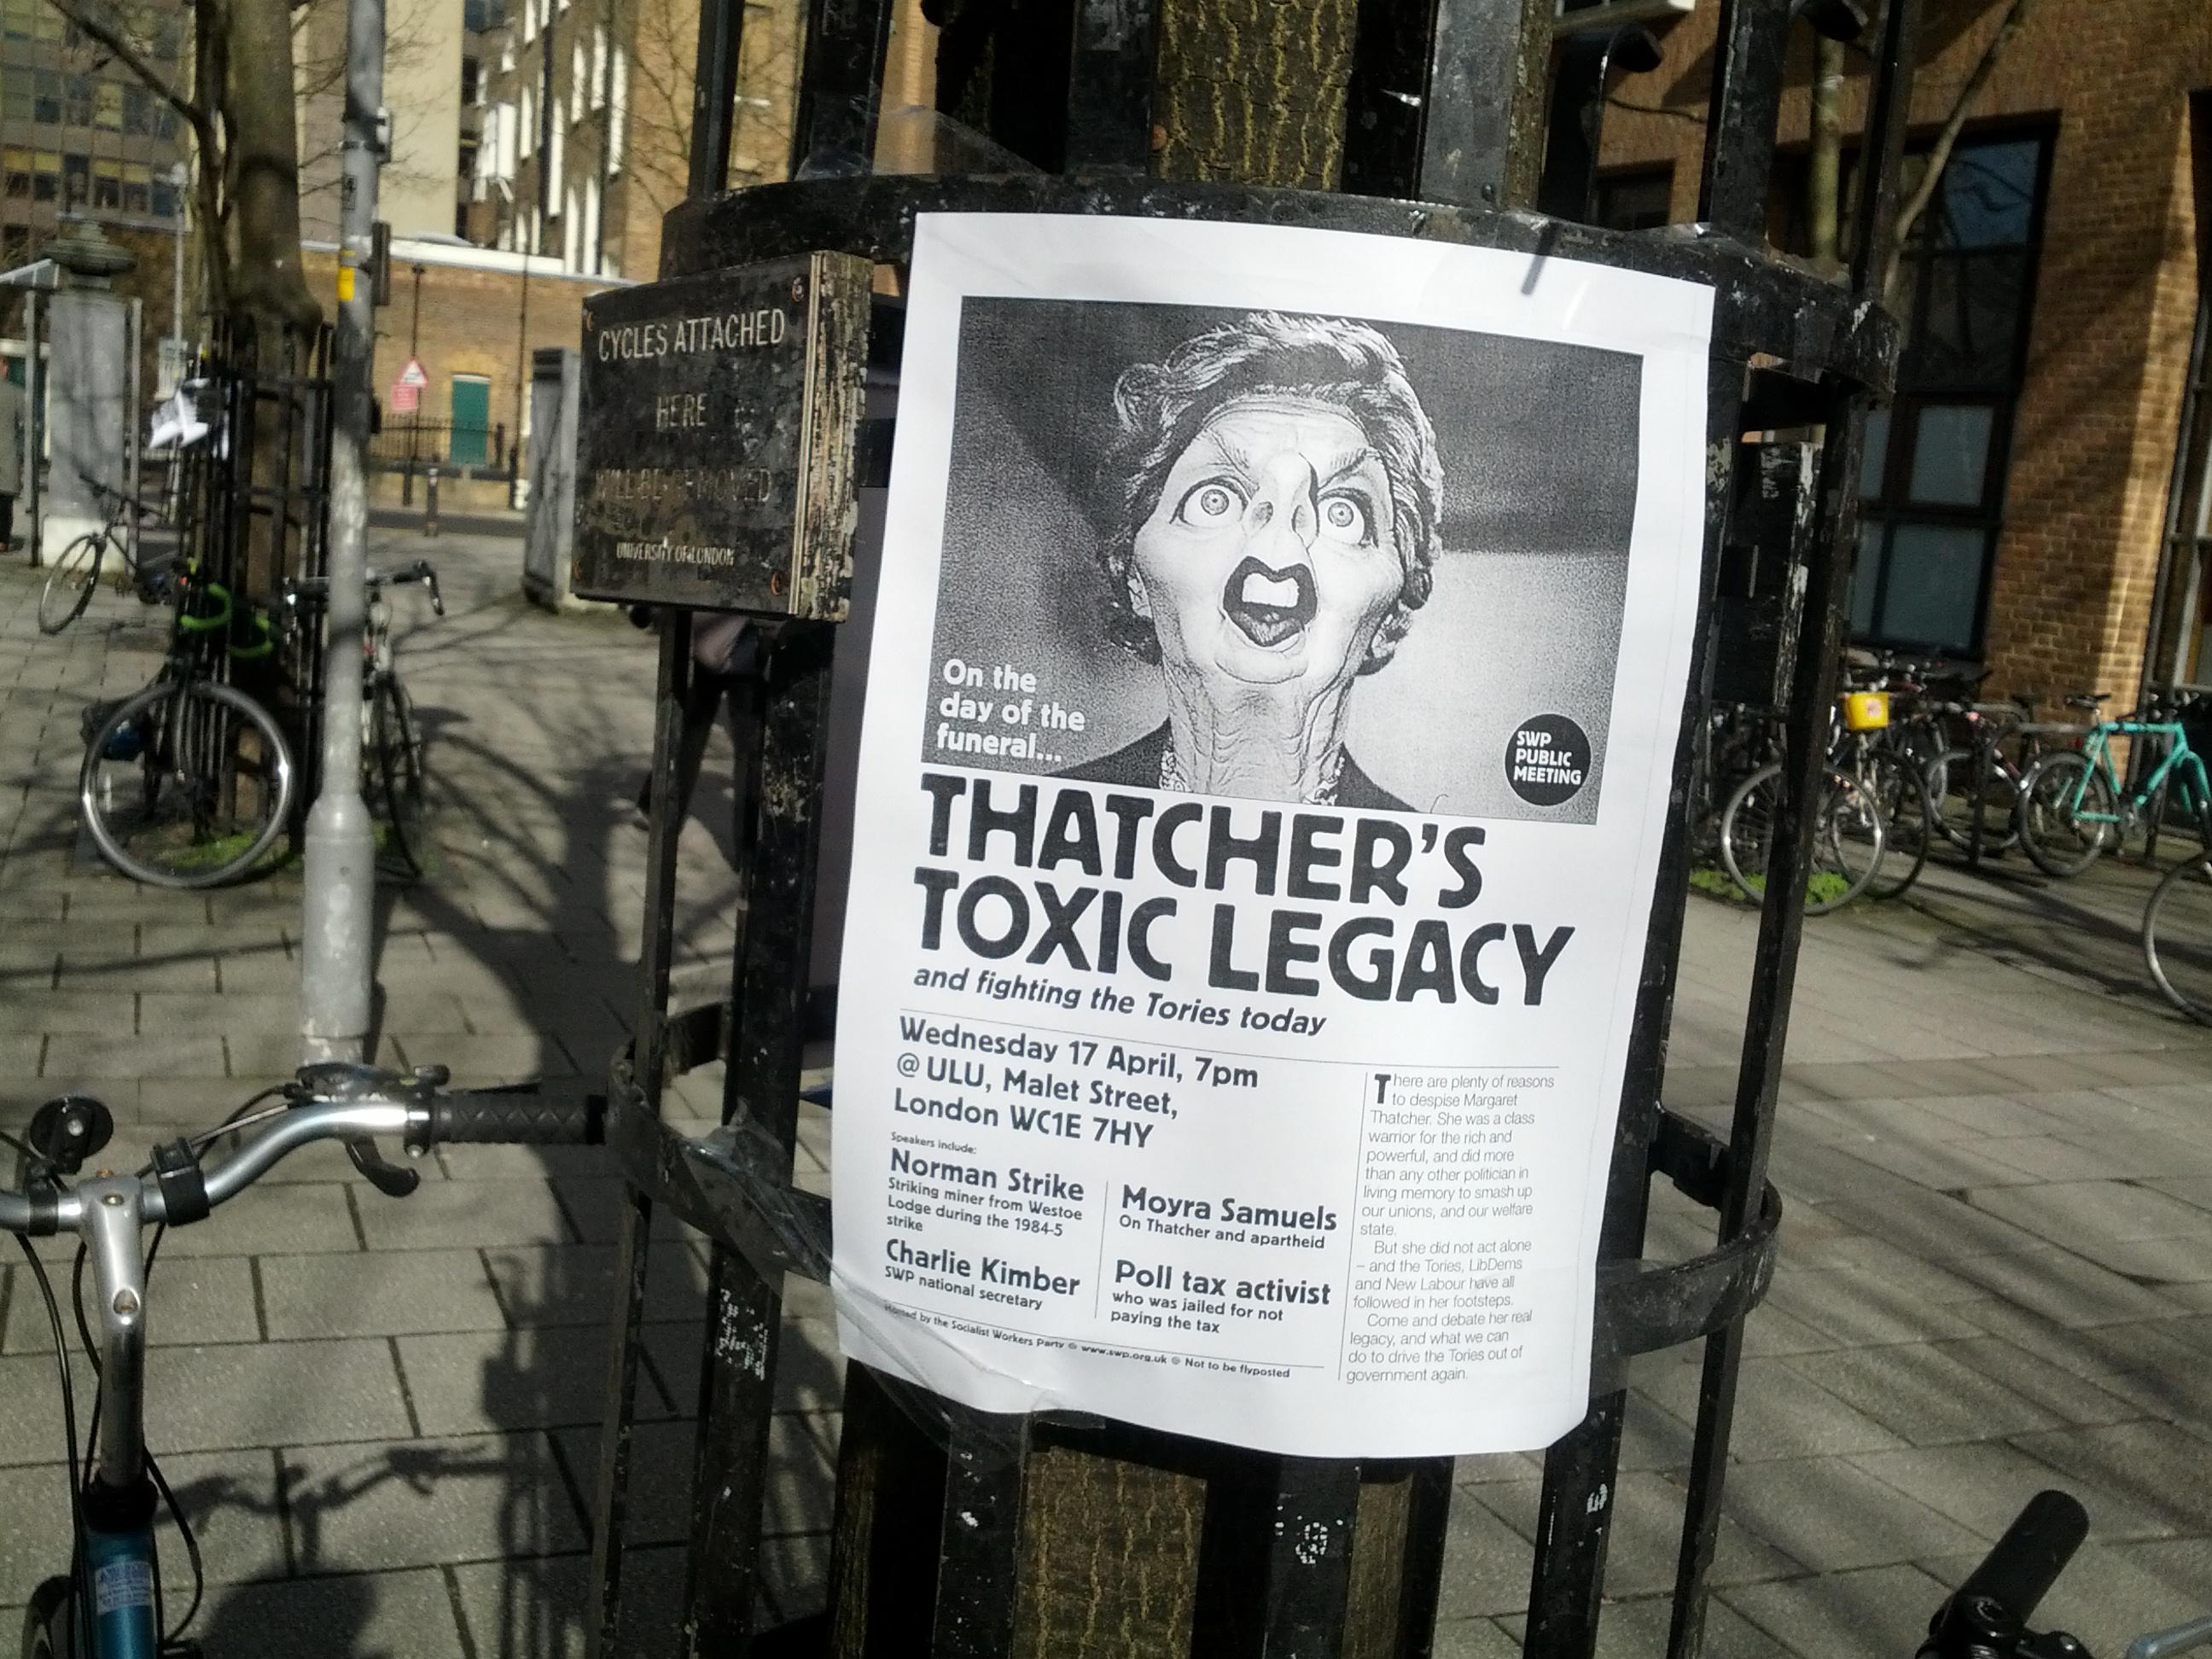 CYCLES ATTACHED
HERE
WILL BE REMOVED
UNIVERSITY OF LONDON
On the
day of the
funeral...
SWP
PUBLIC
MEETING
THATCHER'S
TOXIC LEGACY
and fighting the Tories today
Wednesday 17 April, 7pm
@ ULU, Malet Street,
London WC1E 7HY
Speakers include:
Norman Strike
Striking miner from Westoe
Lodge during the 1984-5
strike
Charlie Kimber
SWP national secretary
Moyra Samuels
On Thatcher and apartheid
Poll tax activist
who was jailed for not
paying the tax
Hosted by the Socialist Workers Party @ www.swp.org.uk @ Not to be flyposted
There are plenty of reasons
to despise Margaret
Thatcher. She was a class
warrior for the rich and
powerful, and did more
than any other politician in
living memory to smash up
our unions, and our welfare
state.
But she did not act alone
– and the Tories, LibDems
and New Labour have all
followed in her footsteps.
Come and debate her real
legacy, and what we can
do to drive the Tories out of
government again.